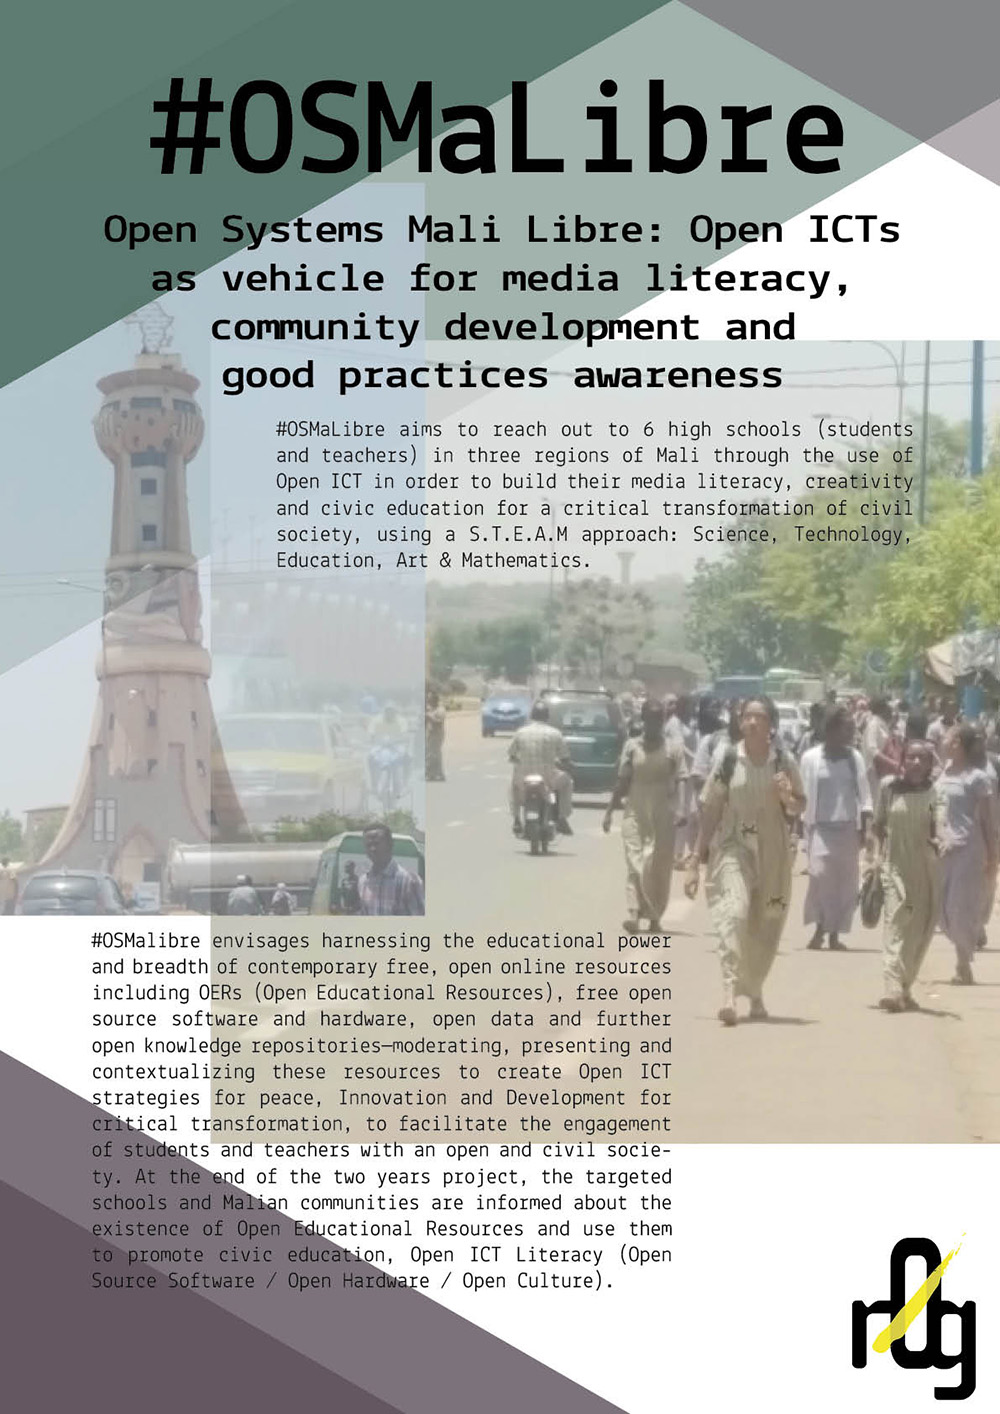 #OSMaLibre
Open Systems Mali Libre: Open ICTs
as vehicle for media literacy,
community development and
good practices awareness
#OSMaLibre aims to reach out to 6 high schools (students
and teachers) in three regions of Mali through the use of
Open ICT in order to build their media literacy, creativity
and civic education for a critical transformation of civil
society, using a S.T.E.A.M approach: Science, Technology,
Education, Art & Mathematics.
#OSMalibre envisages harnessing the educational power
and breadth of contemporary free, open online resources
including OERs (Open Educational Resources), free open
source software and hardware, open data and further
open knowledge repositories—moderating, presenting and
contextualizing these resources to create Open ICT
strategies for peace, Innovation and Development for
critical transformation, to facilitate the engagement
of students and teachers with an open and civil socie-
ty. At the end of the two years project, the targeted
schools and Malian communities are informed about the
existence of Open Educational Resources and use them
to promote civic education, Open ICT Literacy (Open
Source Software / Open Hardware / Open Culture).
r0g